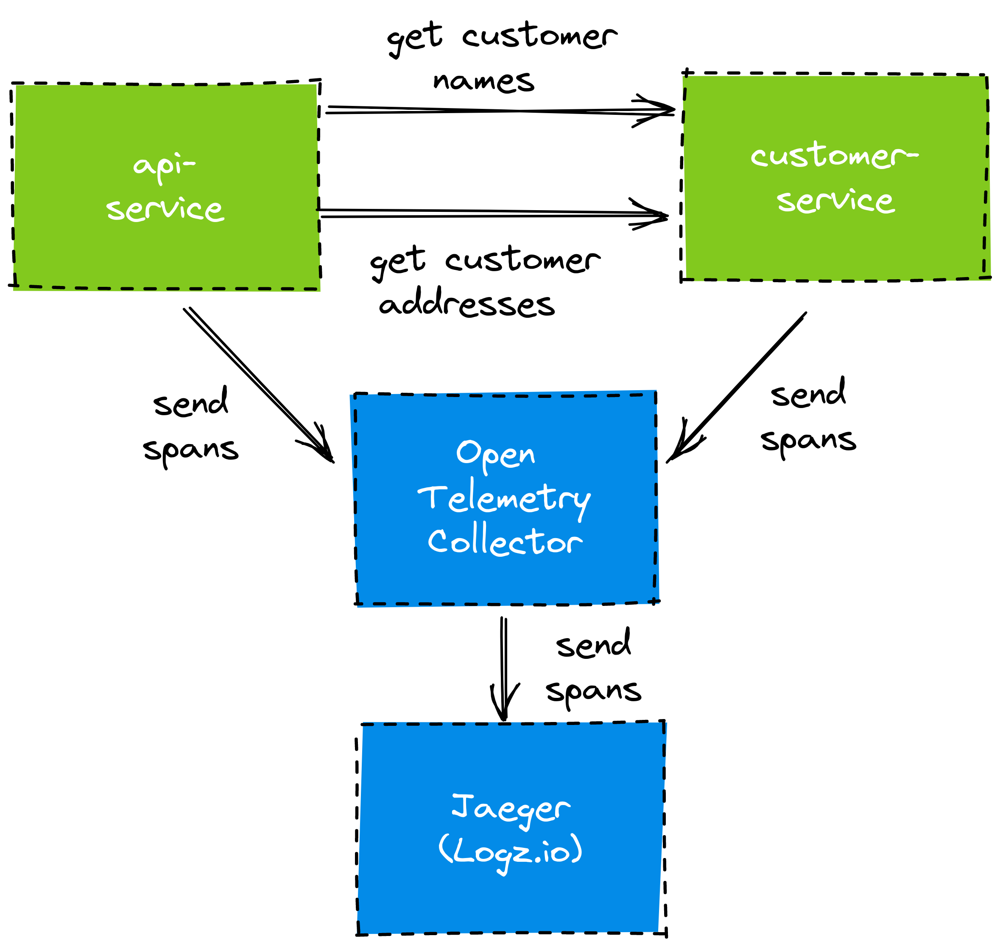 get customer
names
api-
service
customer-
service
get customer
addresses
send
spans
send
spans
Open
Telemetry
Collector
send
spans
Jaeger
(Logz.io)